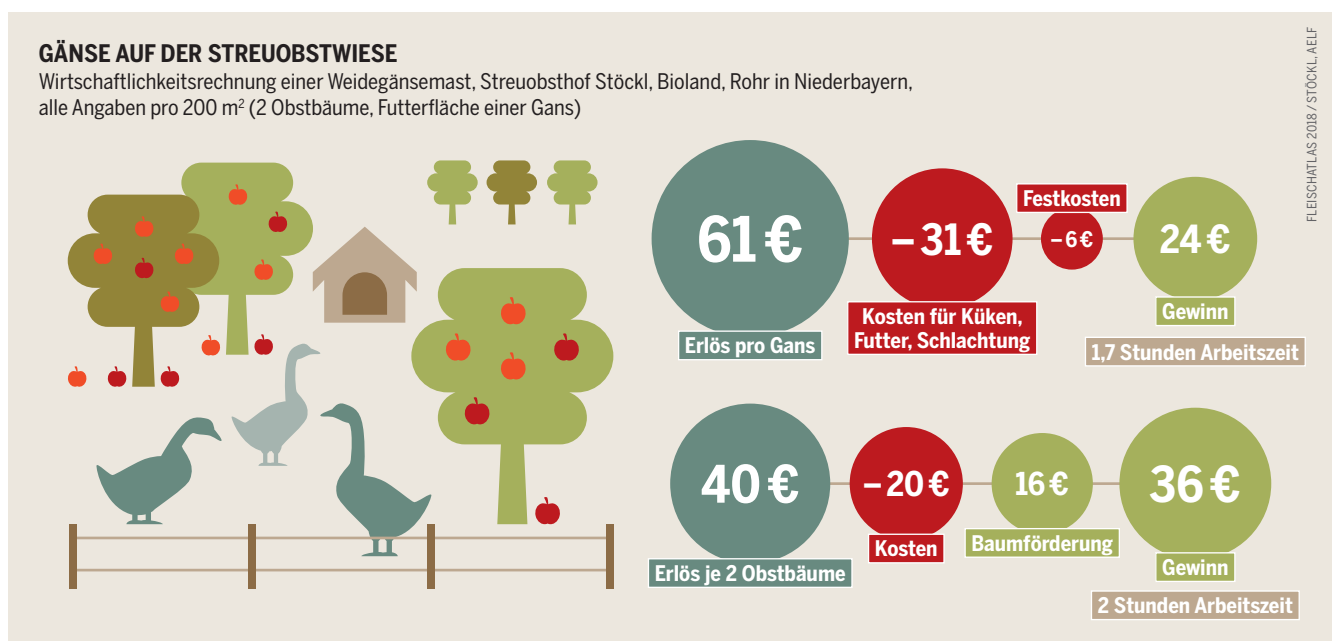 GÄNSE AUF DER STREUOBSTWIESE
Wirtschaftlichkeitsrechnung einer Weidegänsemast, Streuobsthof Stöckl, Bioland, Rohr in Niederbayern,
alle Angaben pro 200 m² (2 Obstbäume, Futterfläche einer Gans)
61 €
Erlös pro Gans
– 31 €
Kosten für Küken,
Futter, Schlachtung
Festkosten
– 6 €
24 €
Gewinn
1,7 Stunden Arbeitszeit
40 €
Erlös je 2 Obstbäume
– 20 €
Kosten
16 €
Baumförderung
36 €
Gewinn
2 Stunden Arbeitszeit
FLEISCHATLAS 2018 / STÖCKL, AELF